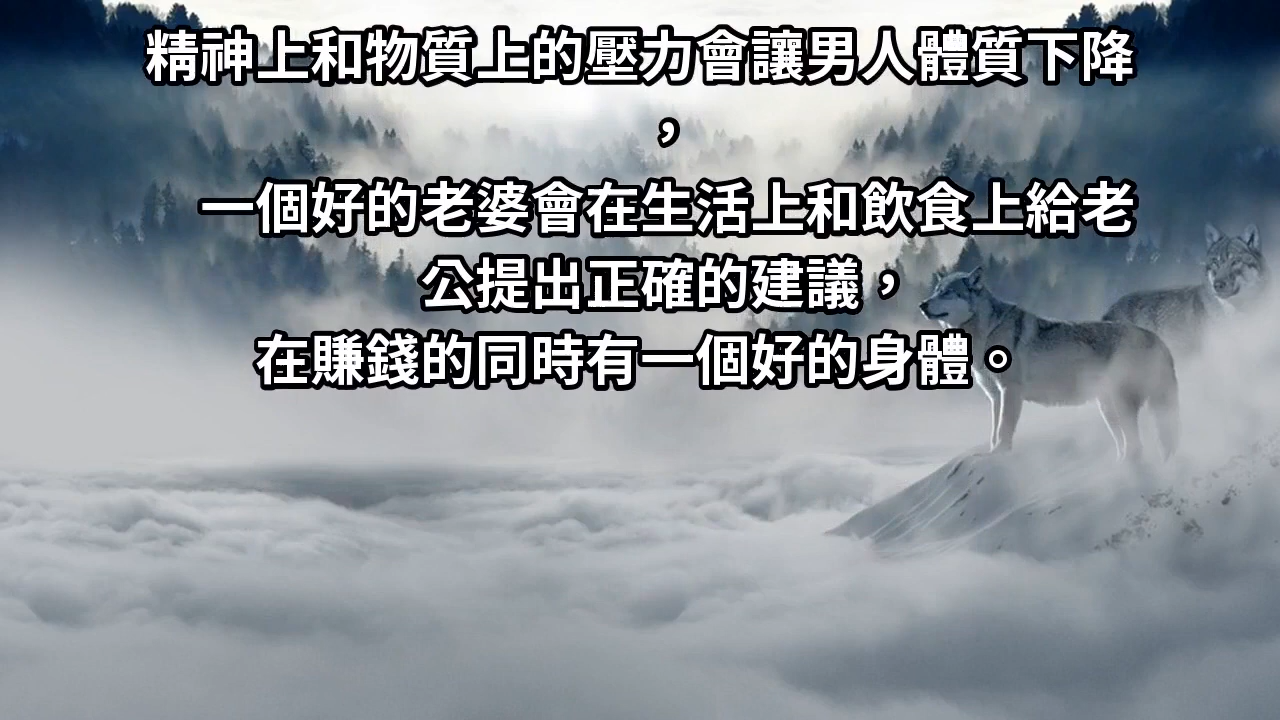 精神上和物質上的壓力會讓男人體質下降
，
一個好的老婆會在生活上和飲食上給老
公提出正確的建議，
在賺錢的同時有一個好的身體。